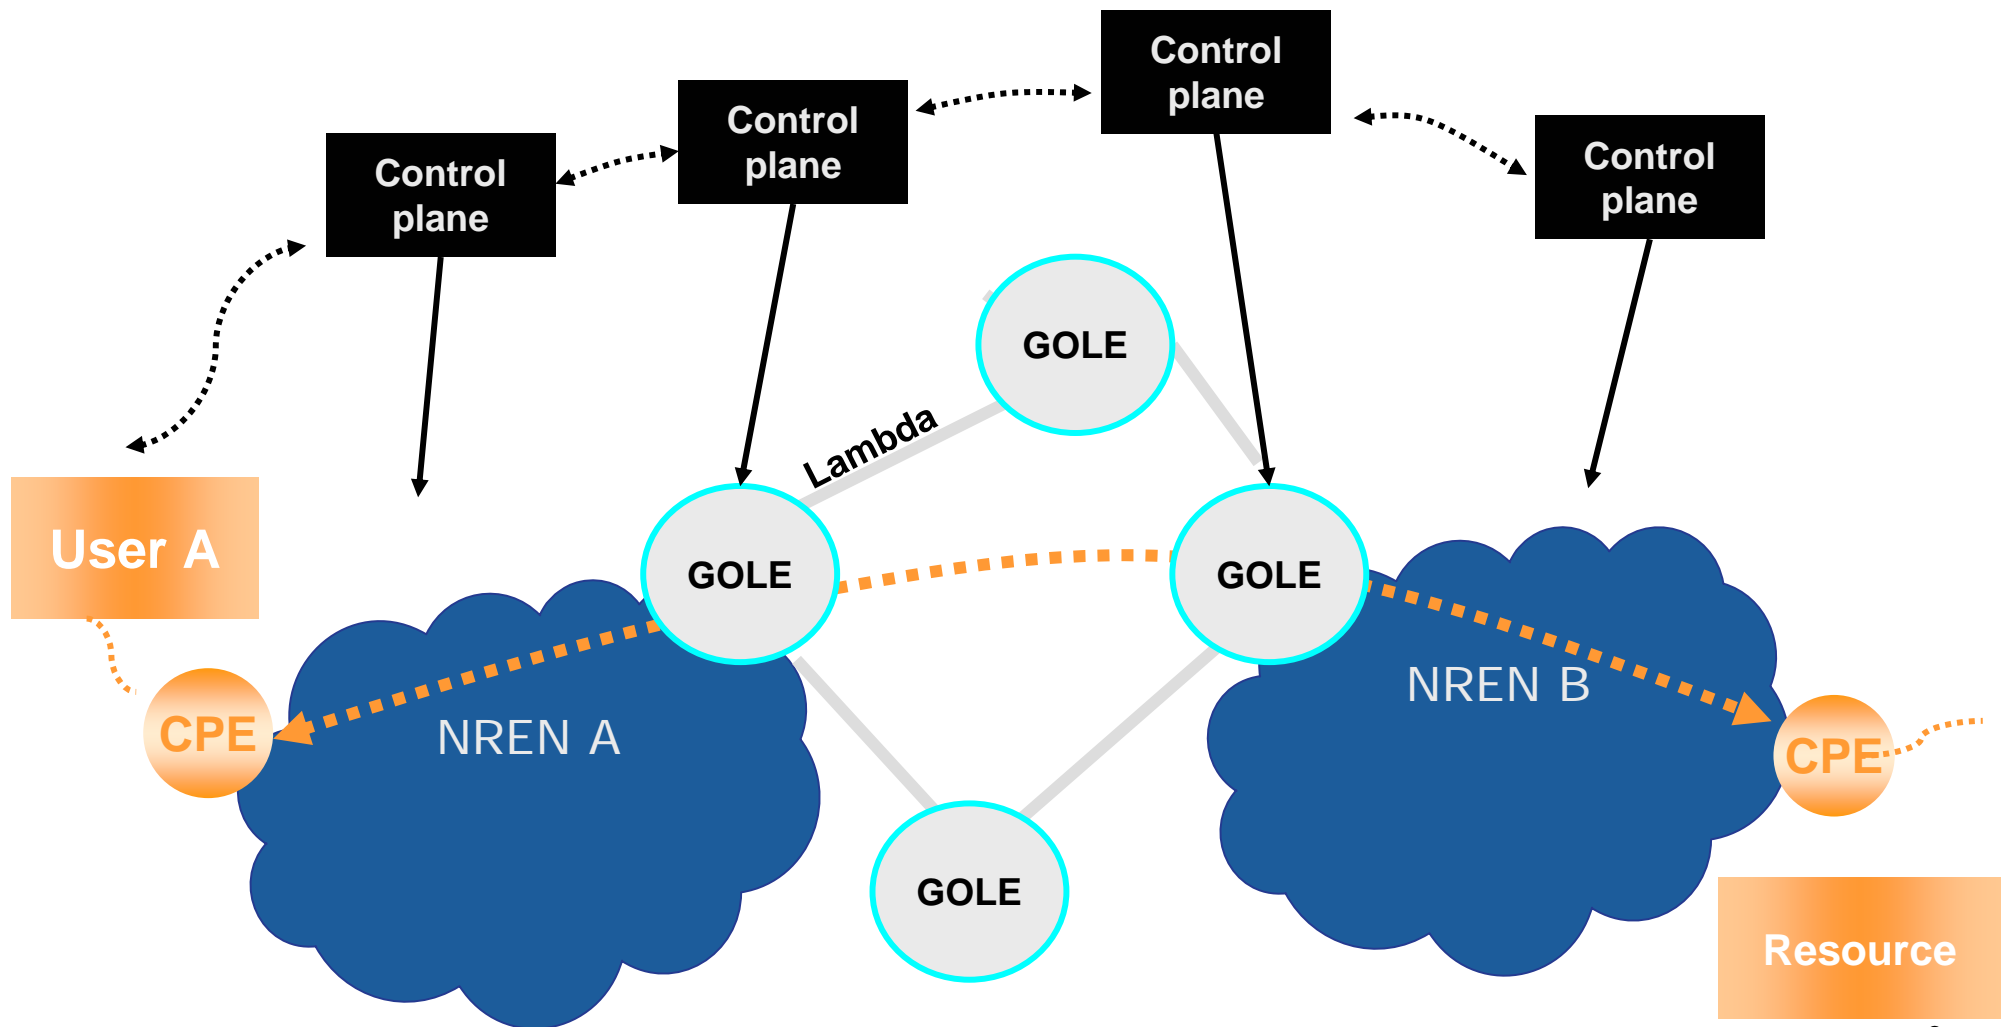 Control
plane
Control
plane
Control
plane
Control
plane
GOLE
Lambda
User A
GOLE
GOLE
NREN B
CPE
NREN A
CPE
GOLE
Resource